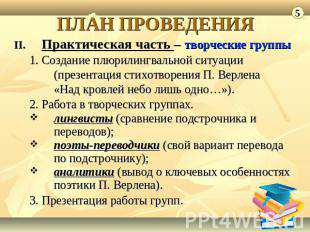 5
ПЛАН ПРОВЕДЕНИЯ
II. Практическая часть – творческие группы
1. Создание плюрилингвальной ситуации
(презентация стихотворения П. Верлена
«Над кровлей небо лишь одно…»).
2. Работа в творческих группах.
❖ лингвисты (сравнение подстрочника и
переводов);
❖ поэты-переводчики (свой вариант перевода
по подстрочнику);
❖ аналитики (вывод о ключевых особенностях
поэтики П. Верлена).
3. Презентация работы групп.
pptcloud.ru